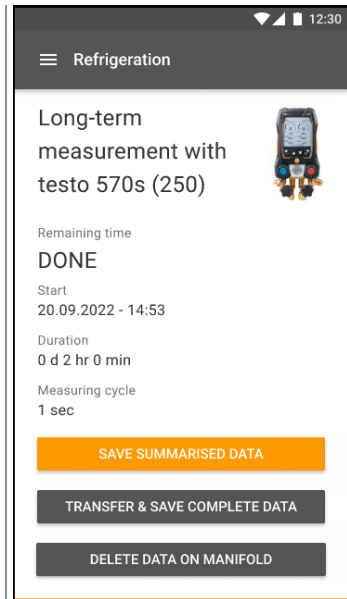 12:30
Refrigeration
Long-term
measurement with
testo 570s (250)
Remaining time
DONE
Start
20.09.2022 - 14:53
Duration
0 d 2 hr 0 min
Measuring cycle
1 sec
SAVE SUMMARISED DATA
TRANSFER & SAVE COMPLETE DATA
DELETE DATA ON MANIFOLD